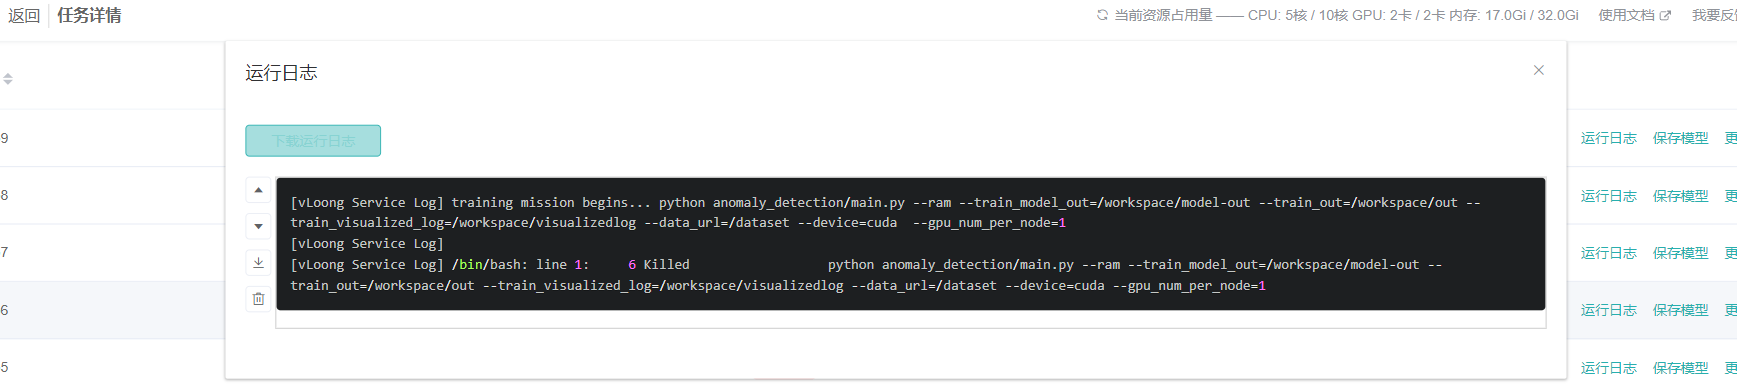 返回 任务详情 当前资源占用量 —— CPU: 5核 / 10核 GPU: 2卡 / 2卡 内存: 17.0Gi / 32.0Gi 使用文档 我要反
运行日志
下载运行日志
9 运行日志 保存模型 更
8 运行日志 保存模型 更
[vLoong Service Log] training mission begins... python anomaly_detection/main.py --ram --train_model_out=/workspace/model-out --train_out=/workspace/out --
train_visualized_log=/workspace/visualizedlog --data_url=/dataset --device=cuda  --gpu_num_per_node=1
[vLoong Service Log]
7 运行日志 保存模型 更
[vLoong Service Log] /bin/bash: line 1:     6 Killed                 python anomaly_detection/main.py --ram --train_model_out=/workspace/model-out --
train_out=/workspace/out --train_visualized_log=/workspace/visualizedlog --data_url=/dataset --device=cuda --gpu_num_per_node=1
6 运行日志 保存模型 更
5 运行日志 保存模型 更